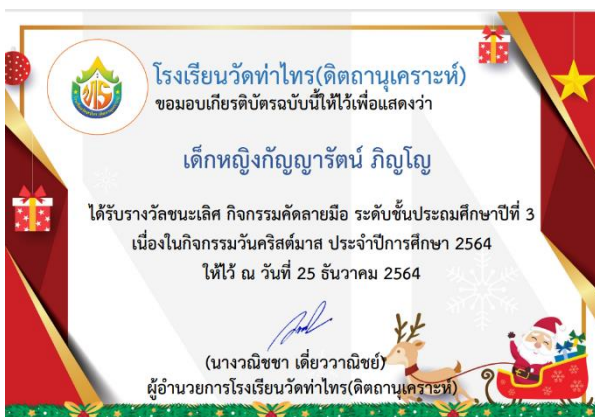 โรงเรียนวัดท่าไทร(ดิตถานุเคราะห์)
ขอมอบเกียรติบัตรฉบับนี้ให้ไว้เพื่อแสดงว่า
เด็กหญิงกัญญารัตน์ ภิญโญ
ได้รับรางวัลชนะเลิศ กิจกรรมคัดลายมือ ระดับชั้นประถมศึกษาปีที่ 3
เนื่องในกิจกรรมวันคริสต์มาส ประจำปีการศึกษา 2564
ให้ไว้ ณ วันที่ 25 ธันวาคม 2564
(นางวณิชชา เดี่ยววาณิชย์)
ผู้อำนวยการโรงเรียนวัดท่าไทร(ดิตถานุเคราะห์)